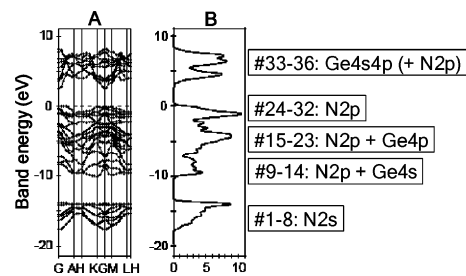 A
B
Band energy (eV)
10
0
-10
-20
G AH KGM LH
10
0
-10
-20
0 5 10
#33-36: Ge4s4p (+ N2p)
#24-32: N2p
#15-23: N2p + Ge4p
#9-14: N2p + Ge4s
#1-8: N2s